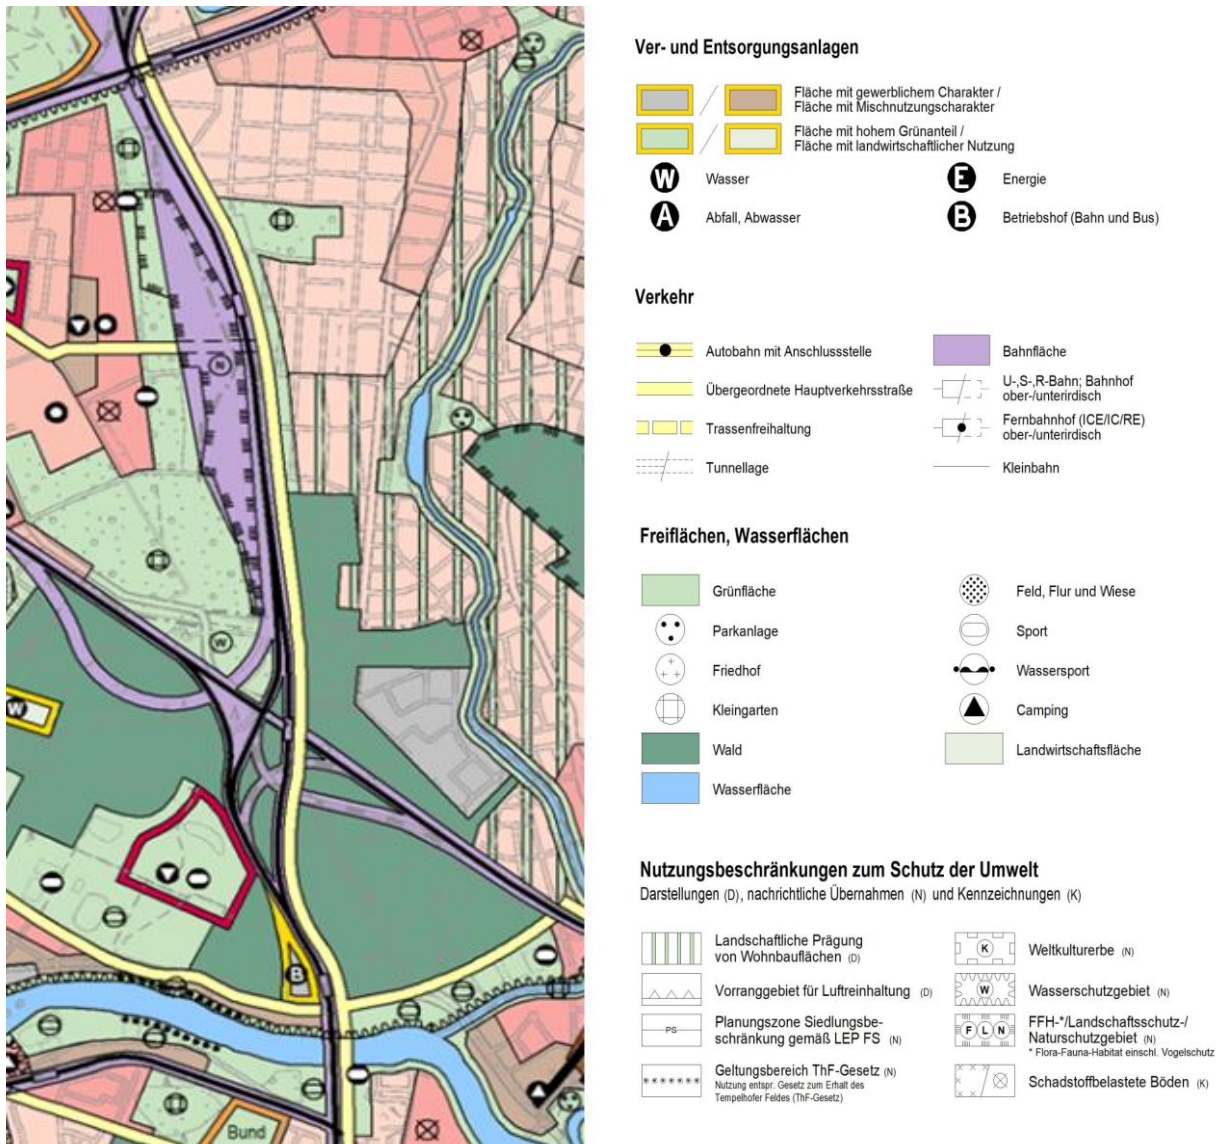 Bund
N
W
W
B
Ver- und Entsorgungsanlagen
Fläche mit gewerblichem Charakter /
Fläche mit Mischnutzungscharakter
Fläche mit hohem Grünanteil /
Fläche mit landwirtschaftlicher Nutzung
W Wasser
E Energie
A Abfall, Abwasser
B Betriebshof (Bahn und Bus)
Verkehr
Autobahn mit Anschlussstelle
Bahnfläche
Übergeordnete Hauptverkehrsstraße
U-,S-,R-Bahn; Bahnhof
ober-/unterirdisch
Trassenfreihaltung
Fernbahnhof (ICE/IC/RE)
ober-/unterirdisch
Tunnellage
Kleinbahn
Freiflächen, Wasserflächen
Grünfläche
Feld, Flur und Wiese
Parkanlage
Sport
Friedhof
Wassersport
Kleingarten
Camping
Wald
Landwirtschaftsfläche
Wasserfläche
Nutzungsbeschränkungen zum Schutz der Umwelt
Darstellungen (D), nachrichtliche Übernahmen (N) und Kennzeichnungen (K)
Landschaftliche Prägung
von Wohnbauflächen (D)
K Weltkulturerbe (N)
Vorranggebiet für Luftreinhaltung (D)
W Wasserschutzgebiet (N)
PS Planungszone Siedlungsbe-
schränkung gemäß LEP FS (N)
F L N FFH-*/Landschaftsschutz-/
Naturschutzgebiet (N)
* Flora-Fauna-Habitat einschl. Vogelschutz
Geltungsbereich ThF-Gesetz (N)
Nutzung entspr. Gesetz zum Erhalt des
Tempelhofer Feldes (ThF-Gesetz)
Schadstoffbelastete Böden (K)